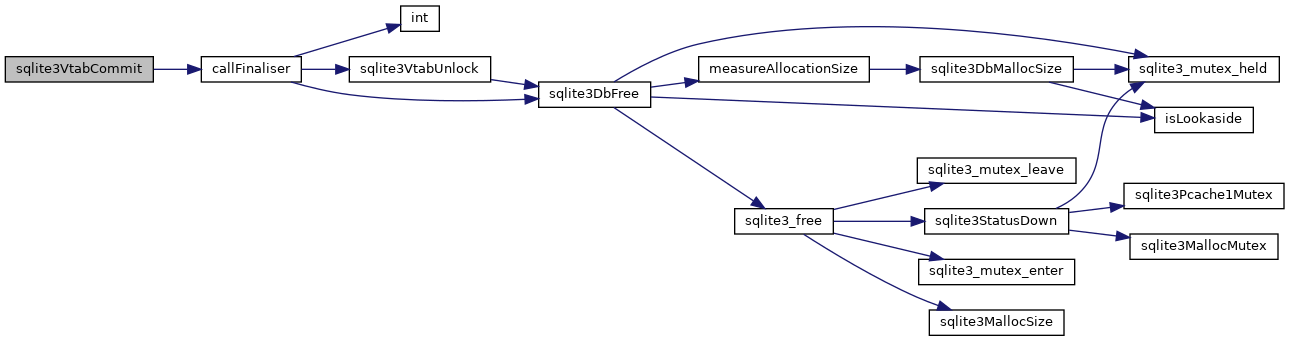 sqlite3VtabCommit
callFinaliser
int
sqlite3VtabUnlock
sqlite3DbFree
measureAllocationSize
sqlite3DbMallocSize
sqlite3_mutex_held
isLookaside
sqlite3_free
sqlite3_mutex_leave
sqlite3StatusDown
sqlite3Pcache1Mutex
sqlite3MallocMutex
sqlite3_mutex_enter
sqlite3MallocSize